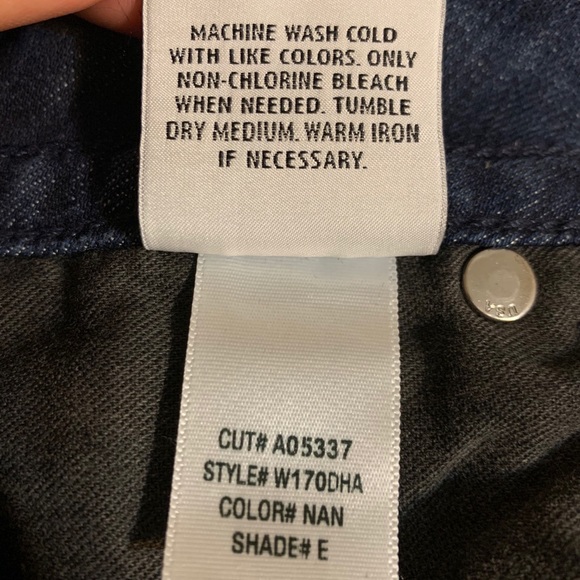 MACHINE WASH COLD
WITH LIKE COLORS. ONLY
NON-CHLORINE BLEACH
WHEN NEEDED. TUMBLE
DRY MEDIUM. WARM IRON
IF NECESSARY.
CUT# A05337
STYLE# W170DHA
COLOR# NAN
SHADE# E